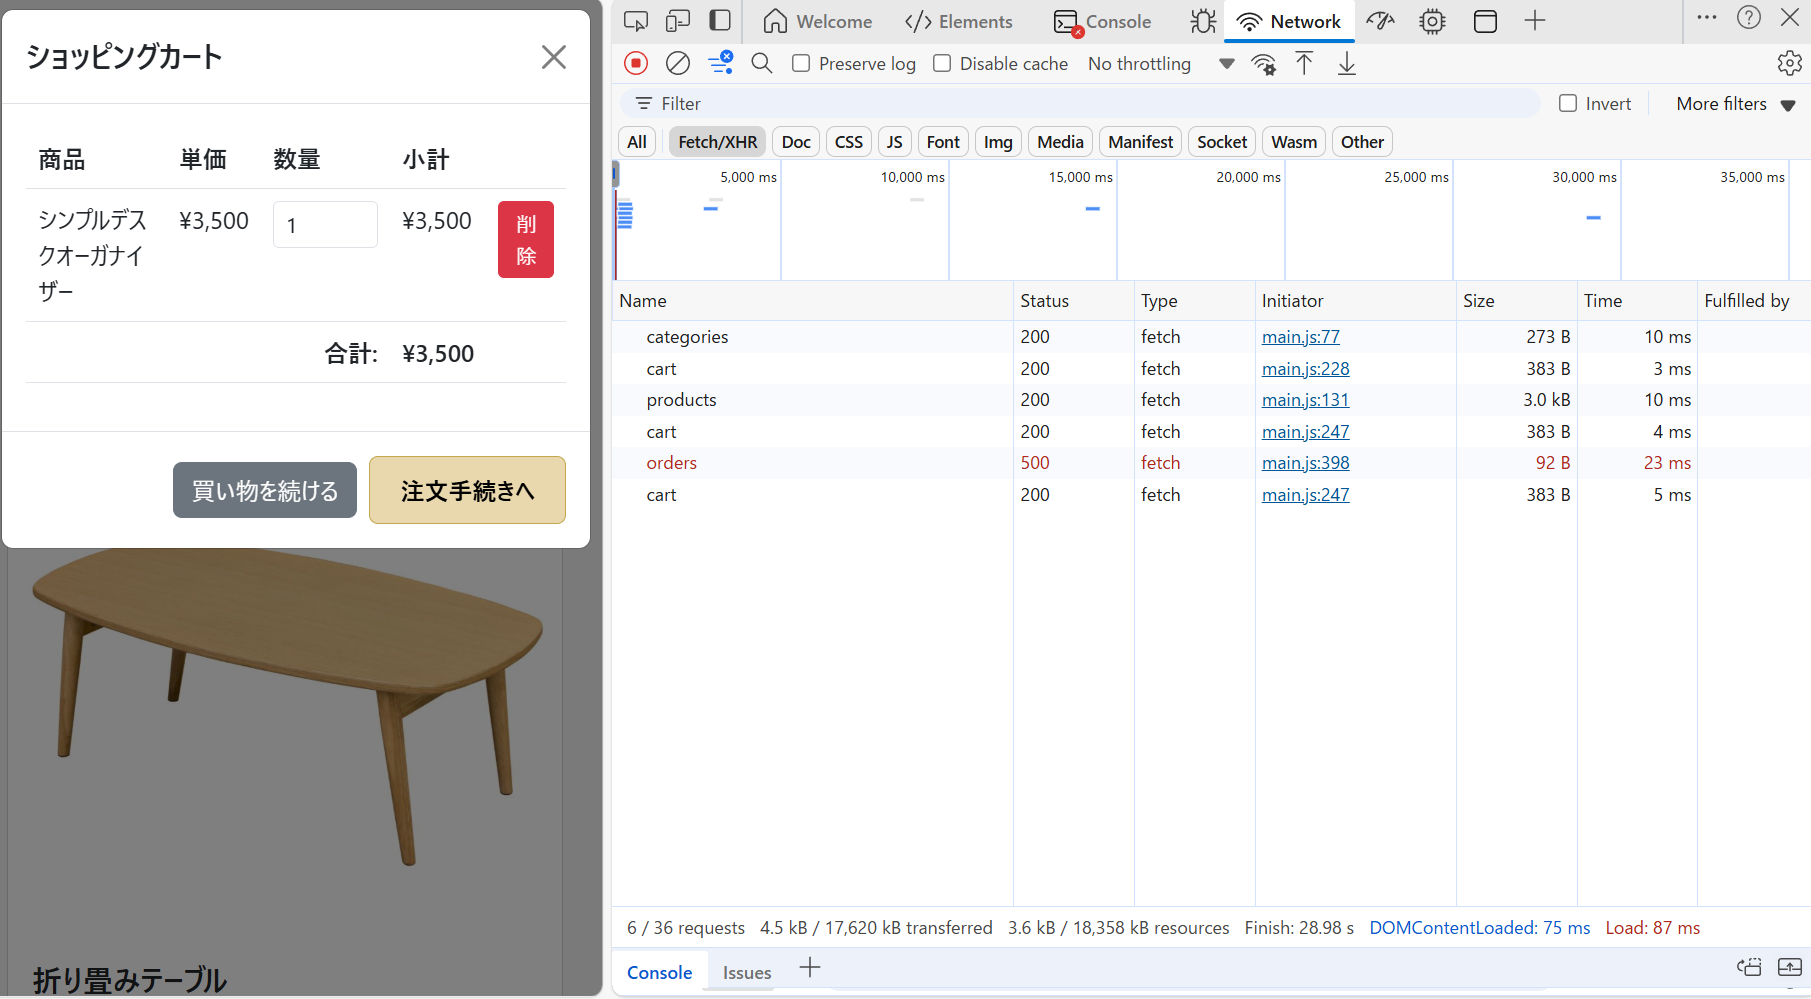 ショッピングカート
商品 単価 数量 小計
シンプルデス
クオーガナイ
ザー
¥3,500 1 ¥3,500
削
除
合計: ¥3,500
買い物を続ける 注文手続きへ
折り畳みテーブル
Welcome Elements Console Network
Preserve log Disable cache No throttling
Filter Invert More filters
All Fetch/XHR Doc CSS JS Font Img Media Manifest Socket Wasm Other
5,000 ms 10,000 ms 15,000 ms 20,000 ms 25,000 ms 30,000 ms 35,000 ms
Name Status Type Initiator Size Time Fulfilled by
categories 200 fetch main.js:77 273 B 10 ms
cart 200 fetch main.js:228 383 B 3 ms
products 200 fetch main.js:131 3.0 kB 10 ms
cart 200 fetch main.js:247 383 B 4 ms
orders 500 fetch main.js:398 92 B 23 ms
cart 200 fetch main.js:247 383 B 5 ms
6 / 36 requests 4.5 kB / 17,620 kB transferred 3.6 kB / 18,358 kB resources Finish: 28.98 s DOMContentLoaded: 75 ms Load: 87 ms
Console Issues